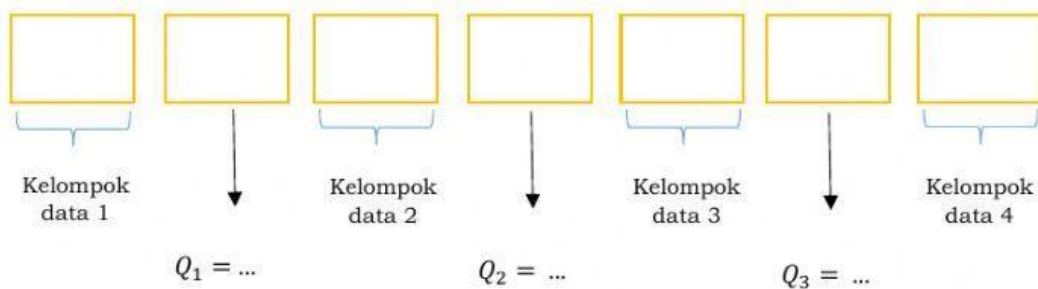 Kelompok
data 1
Kelompok
data 2
Kelompok
data 3
Kelompok
data 4
Q₁ = ...
Q₂ = ...
Q₃ = ...